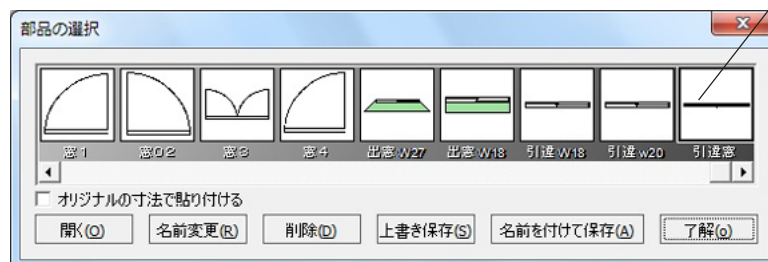 部品の選択
窓1 窓02 窓3 窓4 出窓W27 出窓W18 引違W18 引違w20 引違窓
オリジナルの寸法で貼り付ける
開く(O) 名前変更(R) 削除(D) 上書き保存(S) 名前を付けて保存(A) 了解(o)